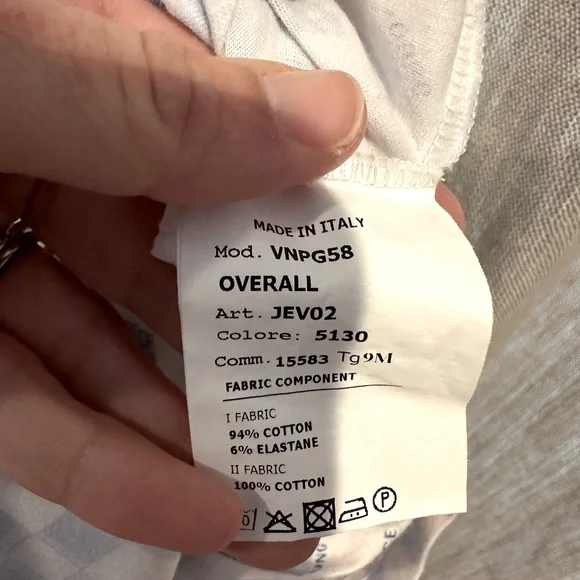 MADE IN ITALY
Mod. VNPG58
OVERALL
Art. JEV02
Colore: 5130
Comm. 15583 Tg9M
FABRIC COMPONENT
I FABRIC
94% COTTON
6% ELASTANE
II FABRIC
100% COTTON
P